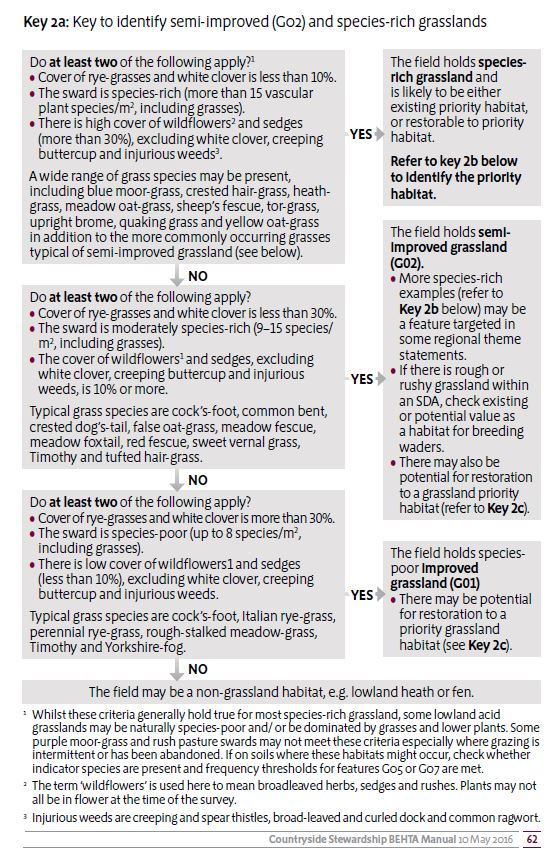 Key 2a: Key to identify semi-improved (G02) and species-rich grasslands
Do at least two of the following apply?¹
• Cover of rye-grasses and white clover is less than 10%.
• The sward is species-rich (more than 15 vascular
plant species/m², including grasses).
• There is high cover of wildflowers² and sedges
(more than 30%), excluding white clover, creeping
buttercup and injurious weeds³.
A wide range of grass species may be present,
including blue moor-grass, crested hair-grass, heath-
grass, meadow oat-grass, sheep's fescue, tor-grass,
upright brome, quaking grass and yellow oat-grass
in addition to the more commonly occurring grasses
typical of semi-improved grassland (see below).
YES
The field holds species-
rich grassland and
is likely to be either
existing priority habitat,
or restorable to priority
habitat.
Refer to key 2b below
to identify the priority
habitat.
NO
Do at least two of the following apply?
• Cover of rye-grasses and white clover is less than 30%.
• The sward is moderately species-rich (9–15 species/
m², including grasses).
• The cover of wildflowers¹ and sedges, excluding
white clover, creeping buttercup and injurious
weeds, is 10% or more.
Typical grass species are cock's-foot, common bent,
crested dog's-tail, false oat-grass, meadow fescue,
meadow foxtail, red fescue, sweet vernal grass,
Timothy and tufted hair-grass.
YES
The field holds semi-
improved grassland
(G02).
• More species-rich
examples (refer to
Key 2b below) may be
a feature targeted in
some regional theme
statements.
• If there is rough or
rushy grassland within
an SDA, check existing
or potential value as
a habitat for breeding
waders.
• There may also be
potential for restoration
to a grassland priority
habitat (refer to Key 2c).
NO
Do at least two of the following apply?
• Cover of rye-grasses and white clover is more than 30%.
• The sward is species-poor (up to 8 species/m²,
including grasses).
• There is low cover of wildflowers1 and sedges
(less than 10%), excluding white clover, creeping
buttercup and injurious weeds.
Typical grass species are cock's-foot, Italian rye-grass,
perennial rye-grass, rough-stalked meadow-grass,
Timothy and Yorkshire-fog.
YES
The field holds species-
poor improved
grassland (G01)
• There may be potential
for restoration to a
priority grassland
habitat (see Key 2c).
NO
The field may be a non-grassland habitat, e.g. lowland heath or fen.
¹ Whilst these criteria generally hold true for most species-rich grassland, some lowland acid
grasslands may be naturally species-poor and/ or be dominated by grasses and lower plants. Some
purple moor-grass and rush pasture swards may not meet these criteria especially where grazing is
intermittent or has been abandoned. If on soils where these habitats might occur, check whether
indicator species are present and frequency thresholds for features G05 or G07 are met.
² The term 'wildflowers' is used here to mean broadleaved herbs, sedges and rushes. Plants may not
all be in flower at the time of the survey.
³ Injurious weeds are creeping and spear thistles, broad-leaved and curled dock and common ragwort.
Countryside Stewardship BEHTA Manual 10 May 2016 62